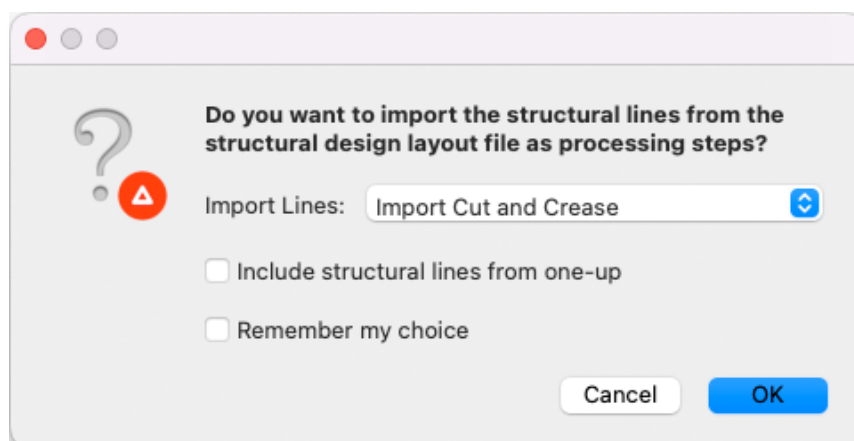 Do you want to import the structural lines from the
structural design layout file as processing steps?
Import Lines: Import Cut and Crease
Include structural lines from one-up
Remember my choice
Cancel OK